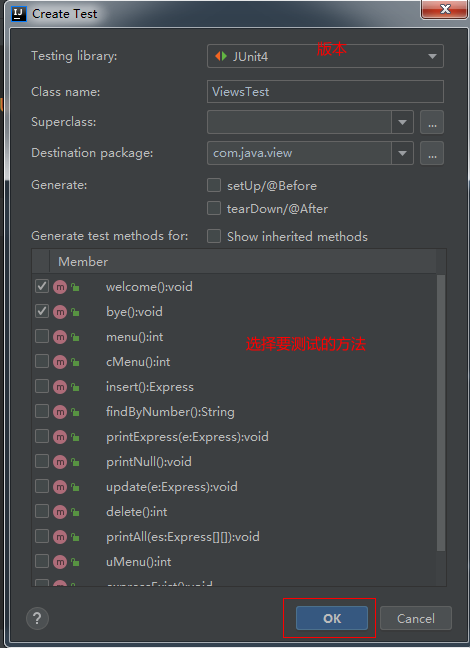 IJ Create Test
Testing library: JUnit4 版本
Class name: ViewsTest
Superclass: ...
Destination package: com.java.view ...
Generate: setUp/@Before
tearDown/@After
Generate test methods for: Show inherited methods
Member
m welcome():void
m bye():void
m menu():int
m cMenu():int
选择要测试的方法
m insert():Express
m findByNumber():String
m printExpress(e:Express):void
m printNull():void
m update(e:Express):void
m delete():int
m printAll(es:Express[][]):void
m uMenu():int
m expressExist():void
? OK Cancel